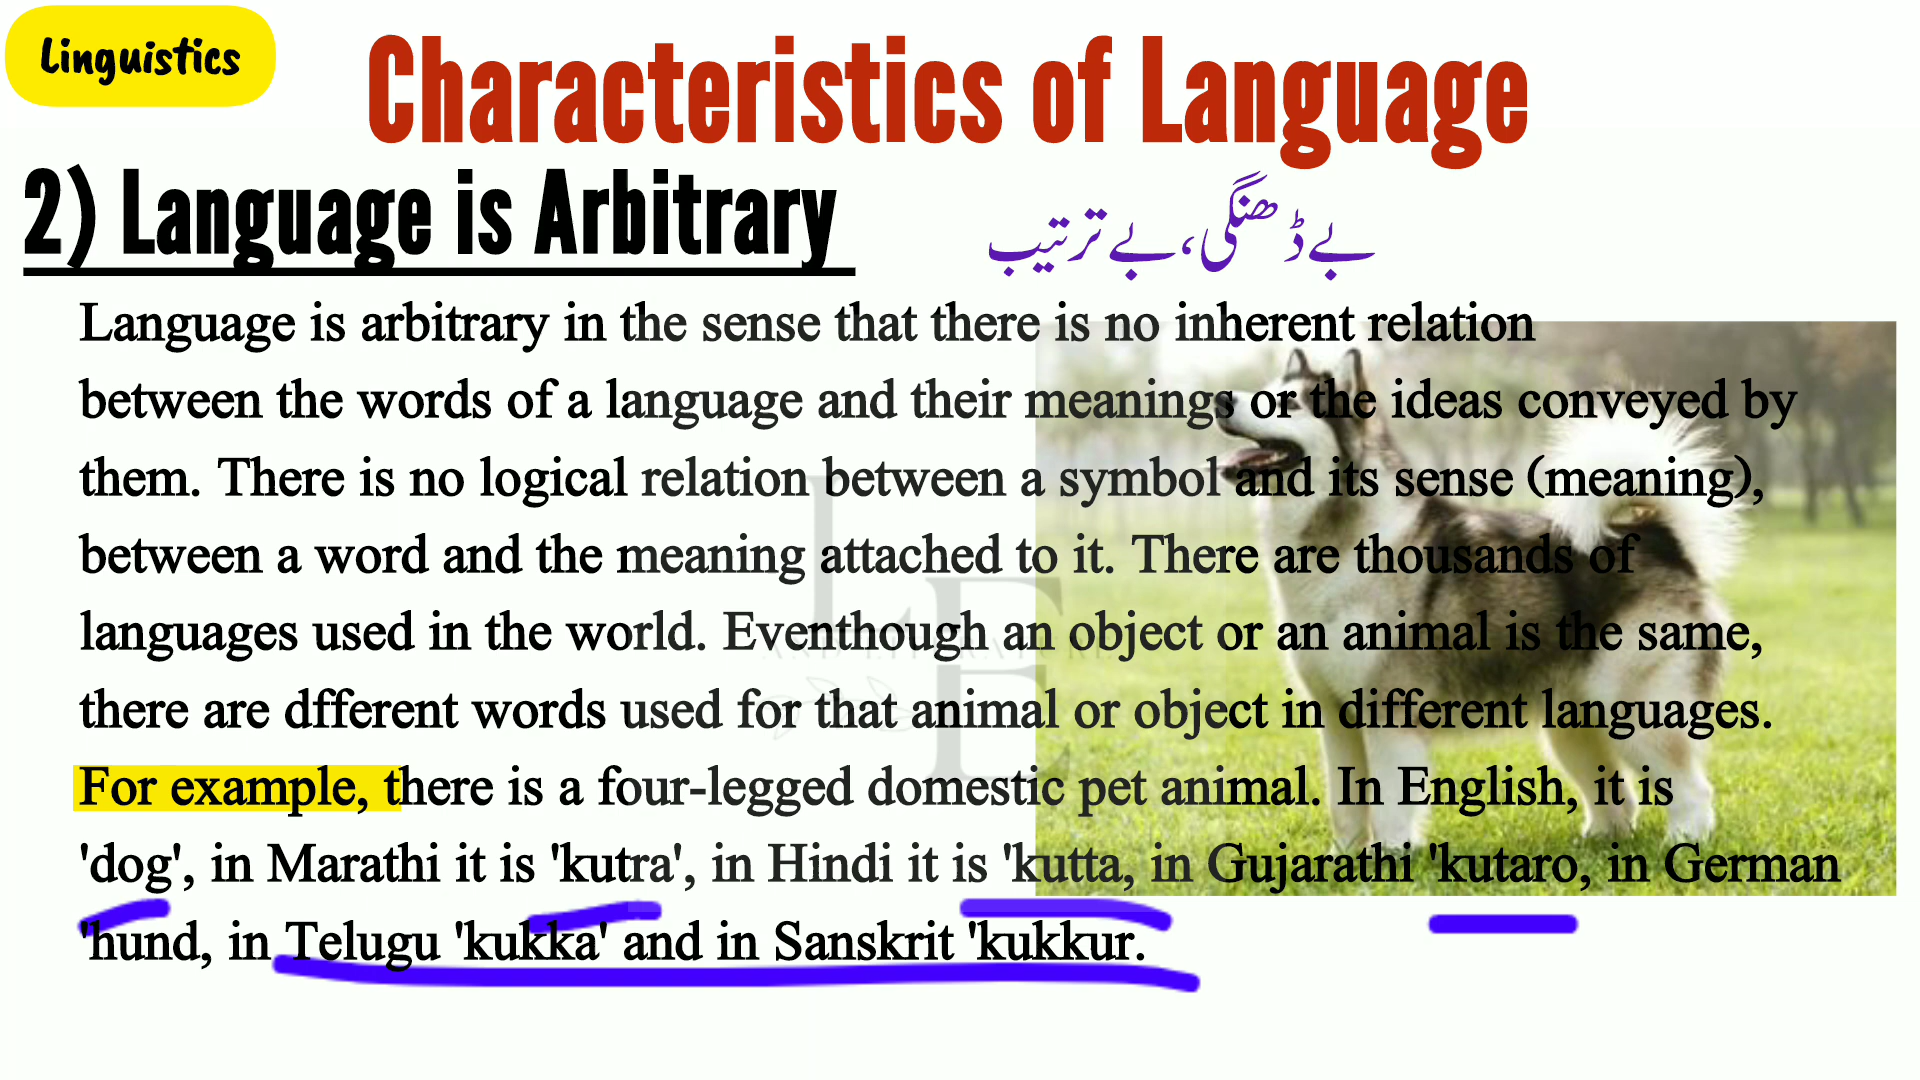 Linguistics
Characteristics of Language
2) Language is Arbitrary
بے ڈھنگی، بے ترتیب
Language is arbitrary in the sense that there is no inherent relation
between the words of a language and their meanings or the ideas conveyed by
them. There is no logical relation between a symbol and its sense (meaning),
between a word and the meaning attached to it. There are thousands of
languages used in the world. Eventhough an object or an animal is the same,
there are dfferent words used for that animal or object in different languages.
For example, there is a four-legged domestic pet animal. In English, it is
'dog', in Marathi it is 'kutra', in Hindi it is 'kutta, in Gujarathi 'kutaro, in German
'hund, in Telugu 'kukka' and in Sanskrit 'kukkur.
L
E